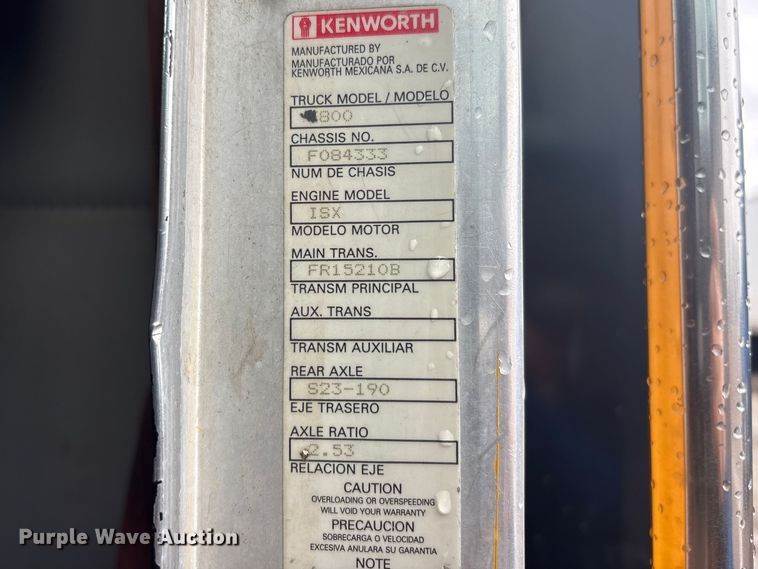 KENWORTH
MANUFACTURED BY
MANUFACTURADO POR
KENWORTH MEXICANA S.A. DE C.V.
TRUCK MODEL / MODELO
800
CHASSIS NO.
F084333
NUM DE CHASIS
ENGINE MODEL
ISX
MODELO MOTOR
MAIN TRANS.
FR15210B
TRANSM PRINCIPAL
AUX. TRANS
TRANSM AUXILIAR
REAR AXLE
S23-190
EJE TRASERO
AXLE RATIO
2.53
RELACION EJE
CAUTION
OVERLOADING OR OVERSPEEDING
WILL VOID YOUR WARRANTY
PRECAUCION
SOBRECARGA O VELOCIDAD
EXCESIVA ANULARA SU GARANTIA
NOTE
Purple Wave Auction